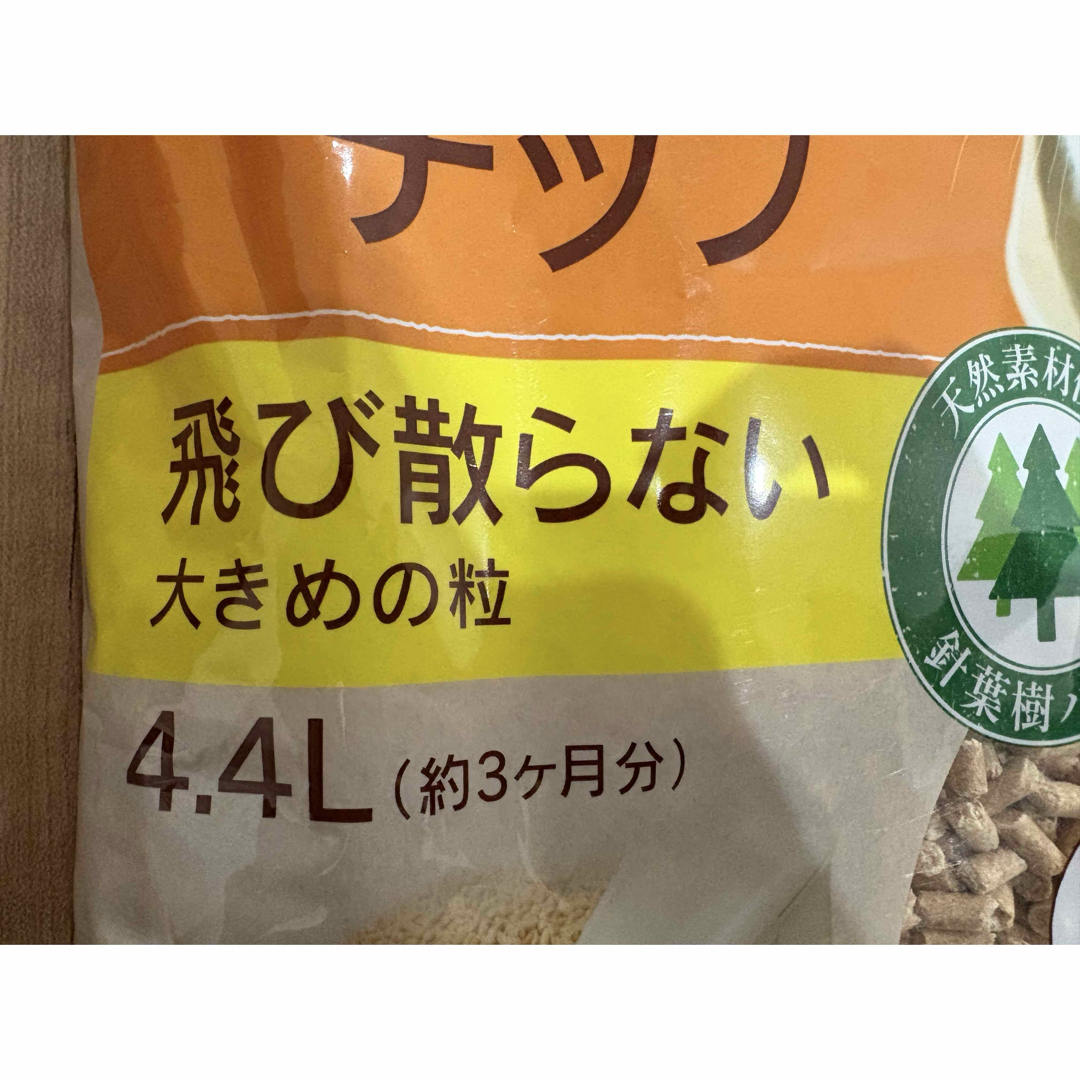 チップ
飛び散らない
大きめの粒
4.4L（約3ヶ月分）
天然素材
針葉樹